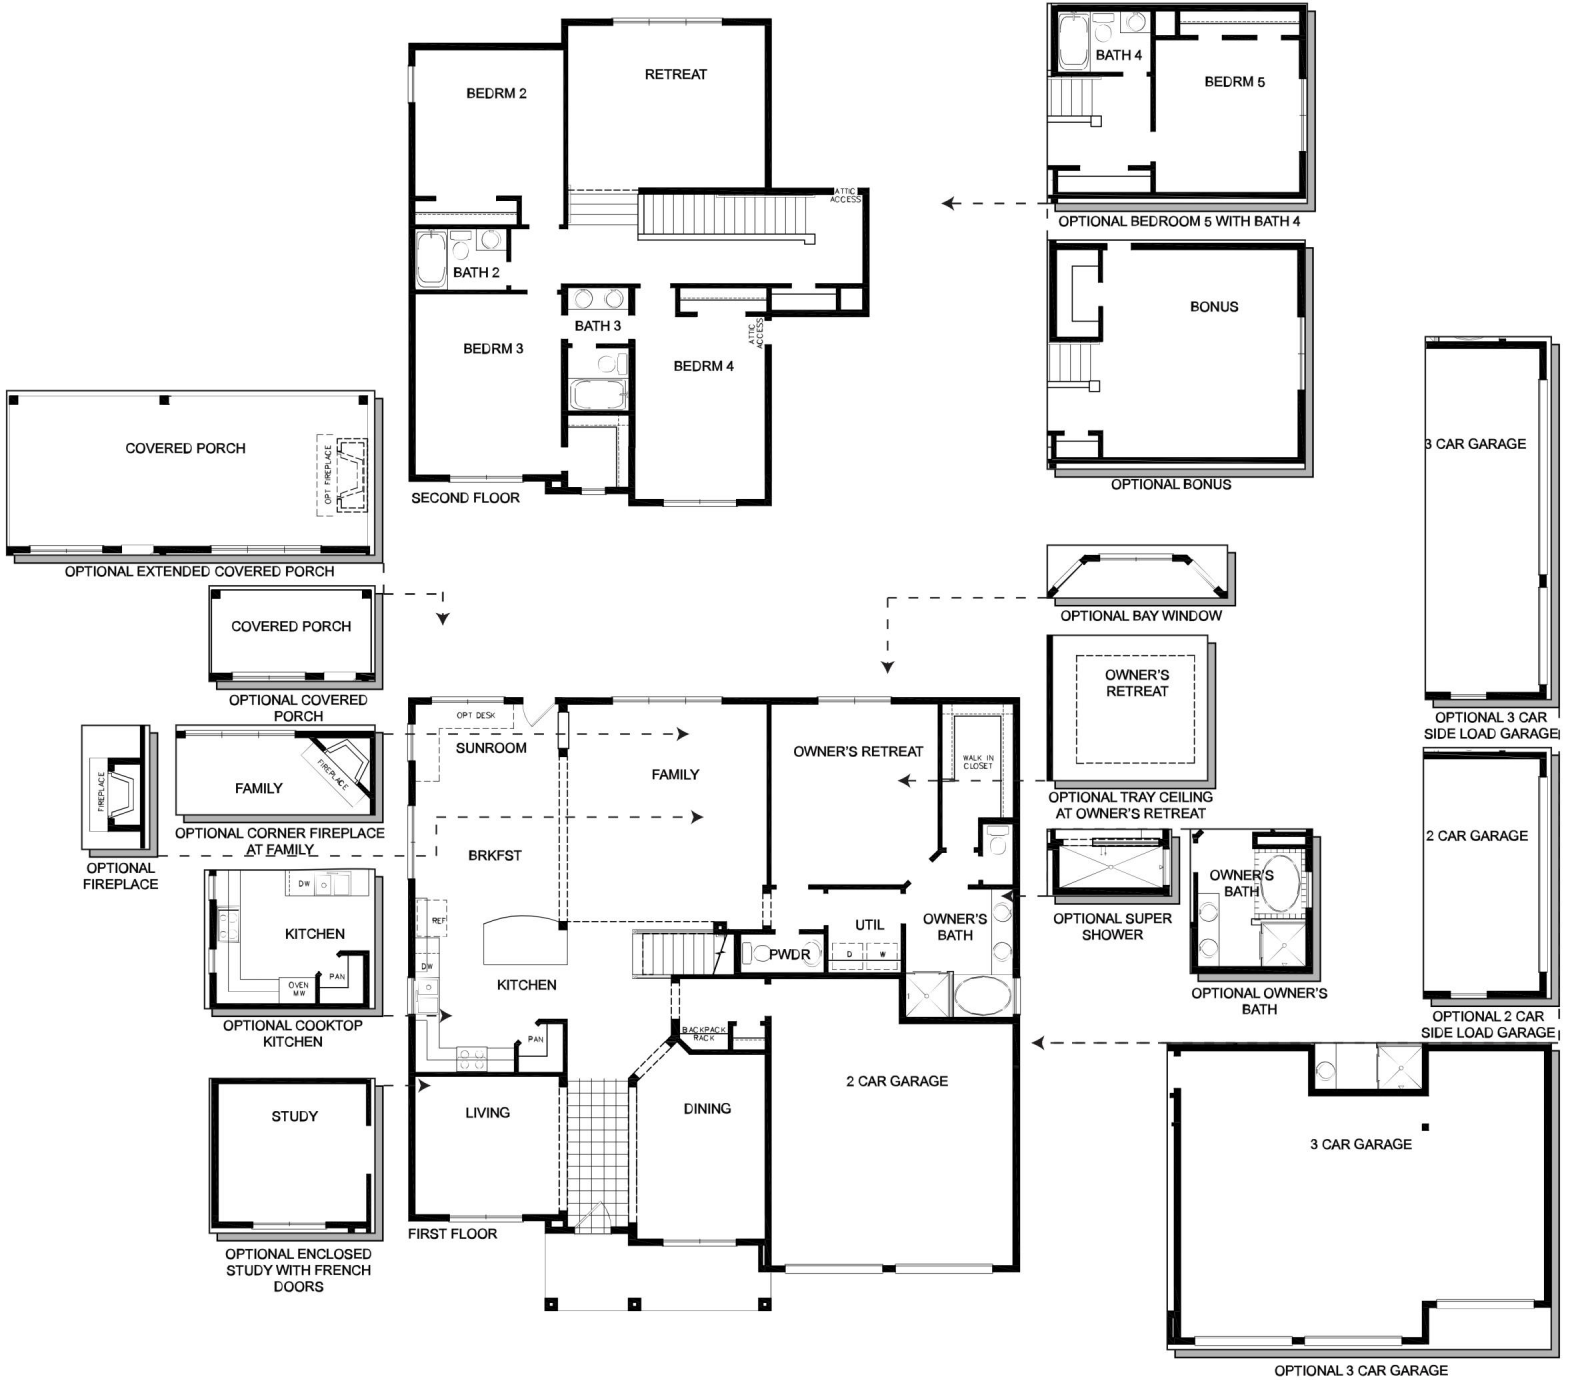 RETREAT
BEDRM 2
ATTIC
ACCESS
BATH 2
BATH 3
BEDRM 3
ATTIC
ACCESS
BEDRM 4
SECOND FLOOR
BATH 4
BEDRM 5
OPTIONAL BEDROOM 5 WITH BATH 4
BONUS
OPTIONAL BONUS
3 CAR GARAGE
OPTIONAL 3 CAR
SIDE LOAD GARAGE
COVERED PORCH
OPT FIREPLACE
OPTIONAL EXTENDED COVERED PORCH
COVERED PORCH
OPTIONAL COVERED
PORCH
OPTIONAL BAY WINDOW
OWNER'S
RETREAT
OPTIONAL TRAY CEILING
AT OWNER'S RETREAT
FIREPLACE
OPTIONAL
FIREPLACE
FAMILY
FIREPLACE
OPTIONAL CORNER FIREPLACE
AT FAMILY
DW
KITCHEN
PAN
OVEN
MW
OPTIONAL COOKTOP
KITCHEN
STUDY
OPTIONAL ENCLOSED
STUDY WITH FRENCH
DOORS
OPT DESK
SUNROOM
FAMILY
OWNER'S RETREAT
WALK IN
CLOSET
BRKFST
REF
DW
KITCHEN
PAN
UTIL
D
W
PWDR
OWNER'S
BATH
BACKPACK
RACK
LIVING
DINING
2 CAR GARAGE
FIRST FLOOR
OPTIONAL SUPER
SHOWER
OWNER'S
BATH
OPTIONAL OWNER'S
BATH
2 CAR GARAGE
OPTIONAL 2 CAR
SIDE LOAD GARAGE
3 CAR GARAGE
OPTIONAL 3 CAR GARAGE